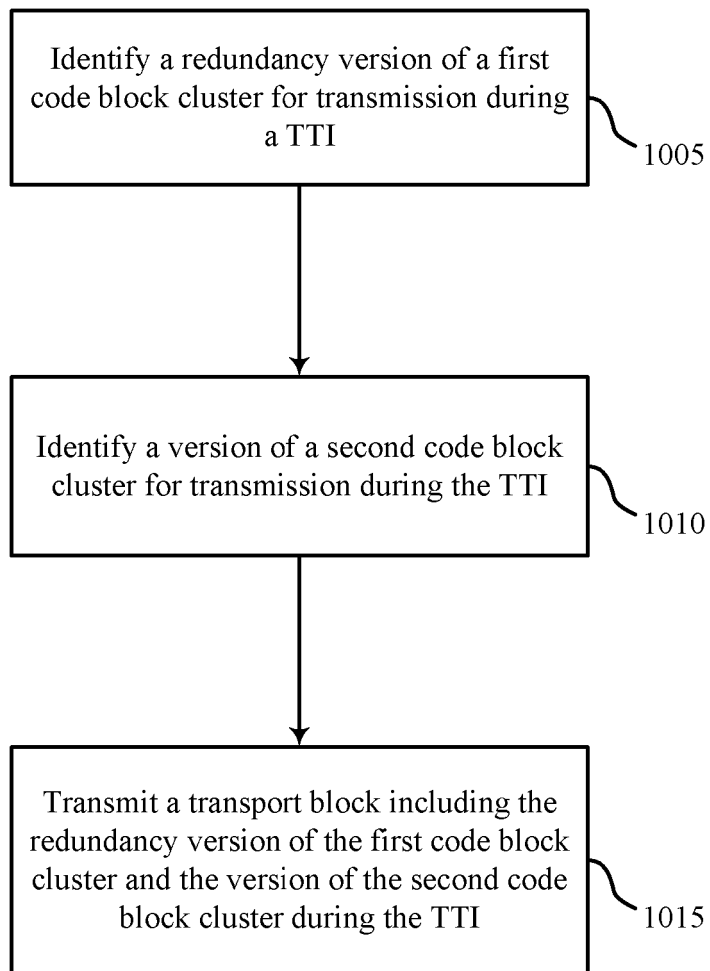 Identify a redundancy version of a first
code block cluster for transmission during
a TTI
1005
Identify a version of a second code block
cluster for transmission during the TTI
1010
Transmit a transport block including the
redundancy version of the first code block
cluster and the version of the second code
block cluster during the TTI
1015